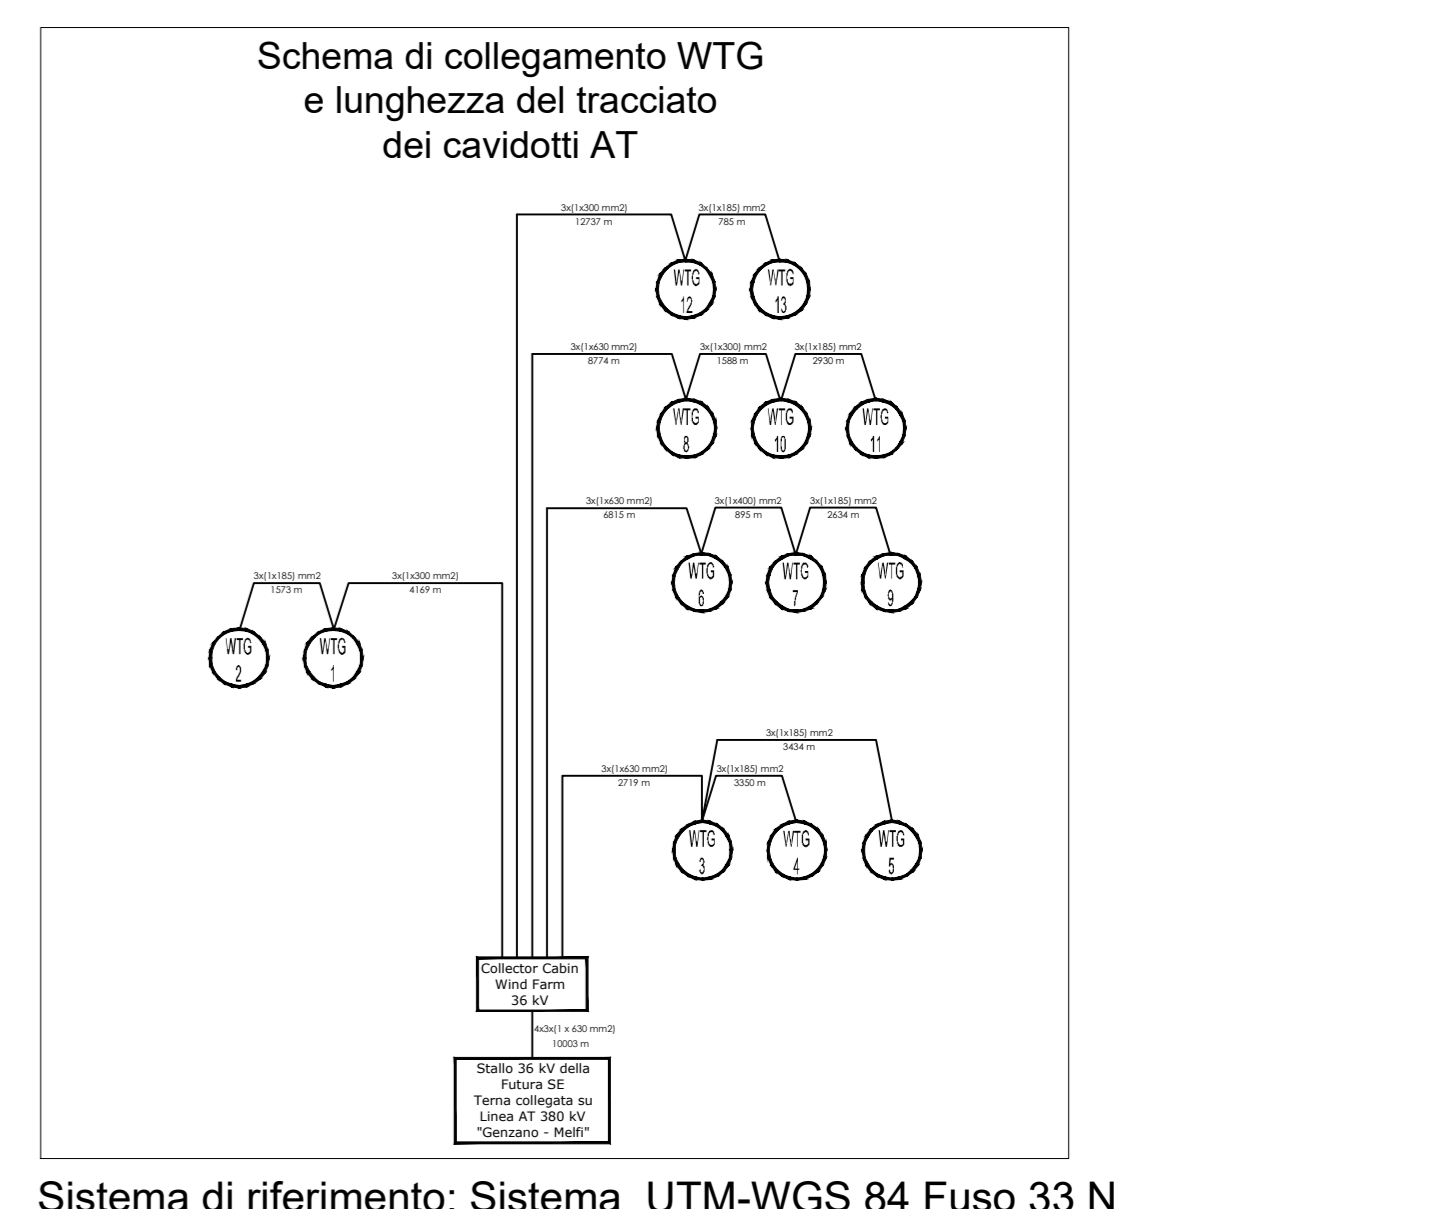 Schema di collegamento WTG
e lunghezza del tracciato
dei cavidotti AT
3x(1x300 mm2)
12737 m
3x(1x185) mm2
785 m
WTG
12
WTG
13
3x(1x630 mm2)
8774 m
3x(1x300) mm2
1588 m
3x(1x185) mm2
2930 m
WTG
8
WTG
10
WTG
11
3x(1x630 mm2)
6815 m
3x(1x400) mm2
895 m
3x(1x185) mm2
2634 m
WTG
6
WTG
7
WTG
9
3x(1x185) mm2
1573 m
3x(1x300 mm2)
4169 m
WTG
2
WTG
1
3x(1x185) mm2
3434 m
3x(1x630 mm2)
2719 m
3x(1x185) mm2
3350 m
WTG
3
WTG
4
WTG
5
Collector Cabin
Wind Farm
36 kV
4x3x(1 x 630 mm2)
10003 m
Stallo 36 kV della
Futura SE
Terna collegata su
Linea AT 380 kV
"Genzano - Melfi"
Sistema di riferimento: Sistema UTM-WGS 84 Fuso 33 N